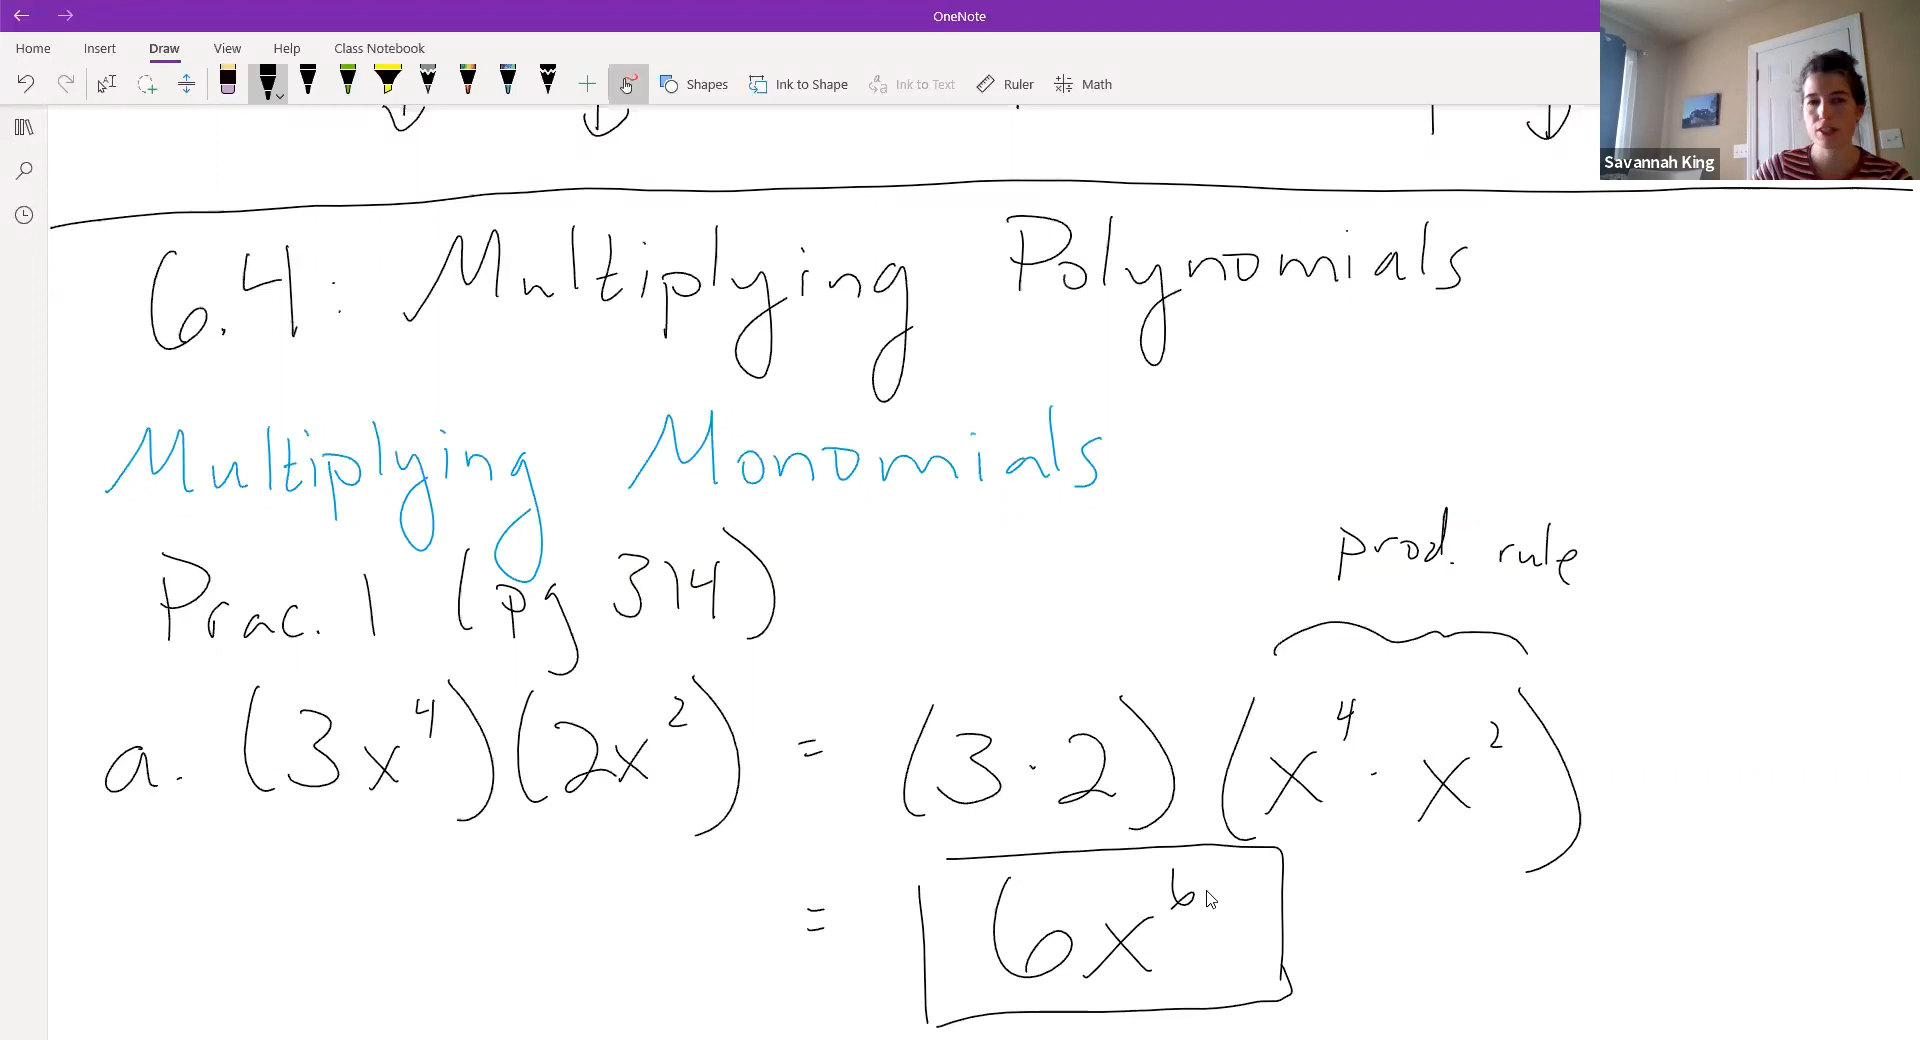 OneNote
Home Insert Draw View Help Class Notebook
Shapes Ink to Shape Ink to Text Ruler Math
Savannah King
6.4: Multiplying Polynomials
Multiplying Monomials
Prac. 1 (pg 314)
prod. rule
a. (3x⁴)(2x²) = (3·2)(x⁴·x²)
= 6x⁶